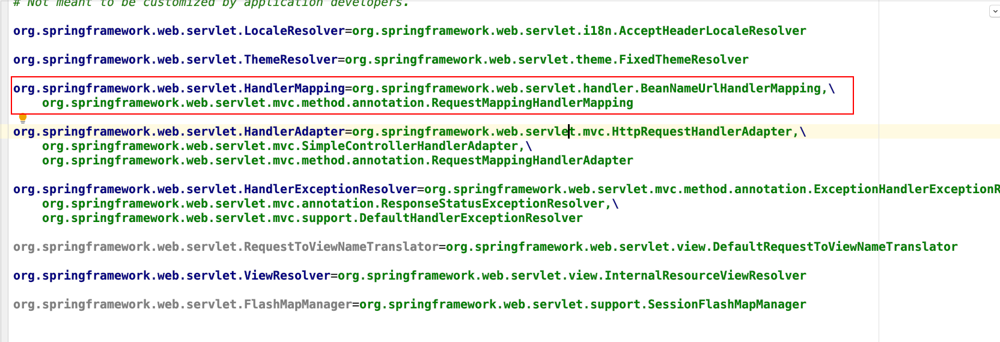 # Not meant to be customized by application developers.
org.springframework.web.servlet.LocaleResolver=org.springframework.web.servlet.i18n.AcceptHeaderLocaleResolver
org.springframework.web.servlet.ThemeResolver=org.springframework.web.servlet.theme.FixedThemeResolver
org.springframework.web.servlet.HandlerMapping=org.springframework.web.servlet.handler.BeanNameUrlHandlerMapping,\
org.springframework.web.servlet.mvc.method.annotation.RequestMappingHandlerMapping
org.springframework.web.servlet.HandlerAdapter=org.springframework.web.servlet.mvc.HttpRequestHandlerAdapter,\
org.springframework.web.servlet.mvc.SimpleControllerHandlerAdapter,\
org.springframework.web.servlet.mvc.method.annotation.RequestMappingHandlerAdapter
org.springframework.web.servlet.HandlerExceptionResolver=org.springframework.web.servlet.mvc.method.annotation.ExceptionHandlerExceptionR
org.springframework.web.servlet.mvc.annotation.ResponseStatusExceptionResolver,\
org.springframework.web.servlet.mvc.support.DefaultHandlerExceptionResolver
org.springframework.web.servlet.RequestToViewNameTranslator=org.springframework.web.servlet.view.DefaultRequestToViewNameTranslator
org.springframework.web.servlet.ViewResolver=org.springframework.web.servlet.view.InternalResourceViewResolver
org.springframework.web.servlet.FlashMapManager=org.springframework.web.servlet.support.SessionFlashMapManager